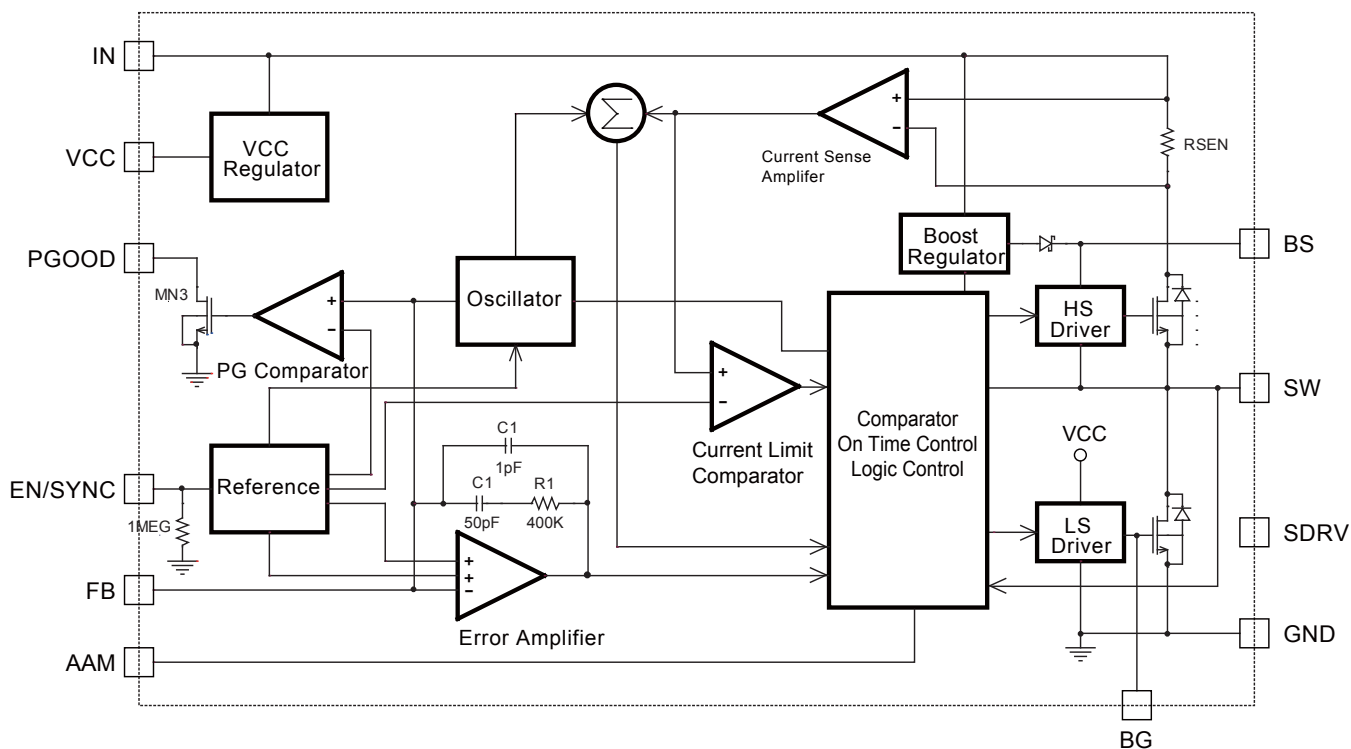 IN
VCC
VCC
Regulator
PGOOD
MN3
PG Comparator
+
−
Oscillator
Σ
Current Sense
Amplifer
+
−
RSEN
Boost
Regulator
BS
HS
Driver
SW
Current Limit
Comparator
+
−
Comparator
On Time Control
Logic Control
VCC
LS
Driver
SDRV
GND
BG
EN/SYNC
1MEG
Reference
C1
1pF
C1
50pF
R1
400K
FB
+
+
−
Error Amplifier
AAM